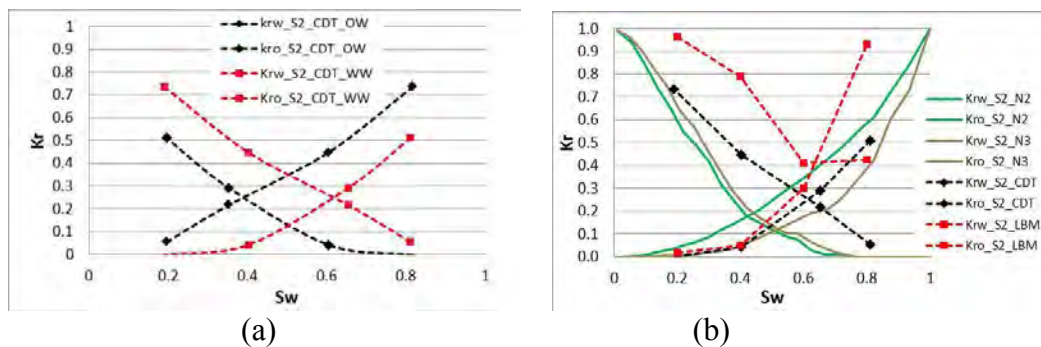 1
0.9
0.8
0.7
0.6
0.5
0.4
0.3
0.2
0.1
0
Kr
krw_S2_CDT_OW
kro_S2_CDT_OW
Krw_S2_CDT_WW
Kro_S2_CDT_WW
0 0.2 0.4 0.6 0.8 1
Sw
(a)
1.0
0.9
0.8
0.7
0.6
0.5
0.4
0.3
0.2
0.1
0.0
Kr
0 0.2 0.4 0.6 0.8 1
Sw
Krw_S2_N2
Kro_S2_N2
Krw_S2_N3
Kro_S2_N3
Krw_S2_CDT
Kro_S2_CDT
Krw_S2_LBM
Kro_S2_LBM
(b)